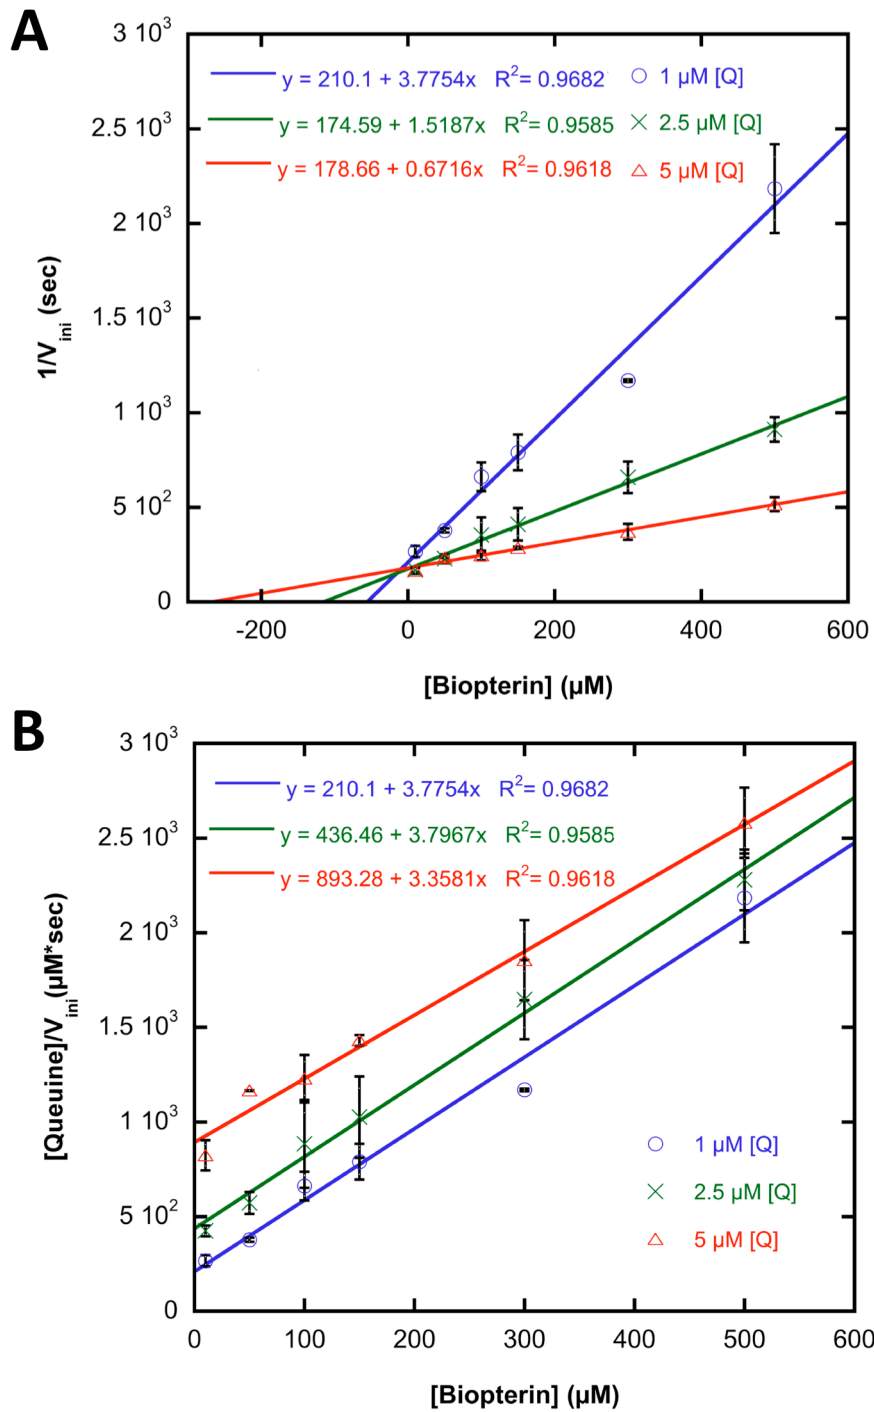 A
3 10³
y = 210.1 + 3.7754x R²= 0.9682 1 µM [Q]
2.5 10³
y = 174.59 + 1.5187x R²= 0.9585 2.5 µM [Q]
y = 178.66 + 0.6716x R²= 0.9618 5 µM [Q]
2 10³
1/Vini (sec)
1.5 10³
1 10³
5 10²
0
-200 0 200 400 600
[Biopterin] (µM)
B
3 10³
y = 210.1 + 3.7754x R²= 0.9682
2.5 10³
y = 436.46 + 3.7967x R²= 0.9585
y = 893.28 + 3.3581x R²= 0.9618
2 10³
[Queuine]/Vini (µM*sec)
1.5 10³
1 10³
1 µM [Q]
2.5 µM [Q]
5 10²
5 µM [Q]
0
0 100 200 300 400 500 600
[Biopterin] (µM)